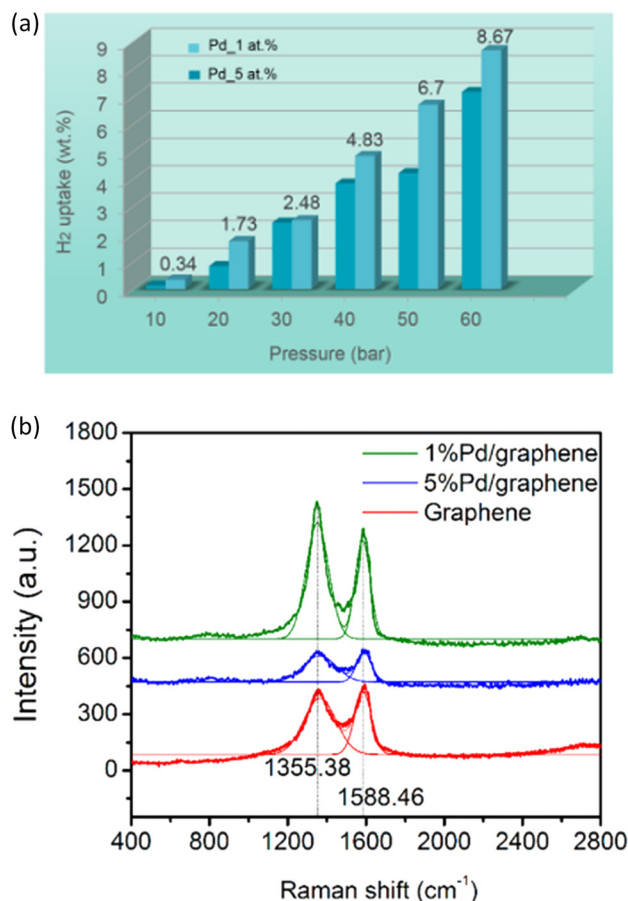 (a)
Pd_1 at.%
Pd_5 at.%
H2 uptake (wt.%)
9
8
7
6
5
4
3
2
1
0
0.34
1.73
2.48
4.83
6.7
8.67
10 20 30 40 50 60
Pressure (bar)
(b)
1%Pd/graphene
5%Pd/graphene
Graphene
Intensity (a.u.)
1800
1500
1200
900
600
300
0
1355.38
1588.46
400 800 1200 1600 2000 2400 2800
Raman shift (cm⁻¹)